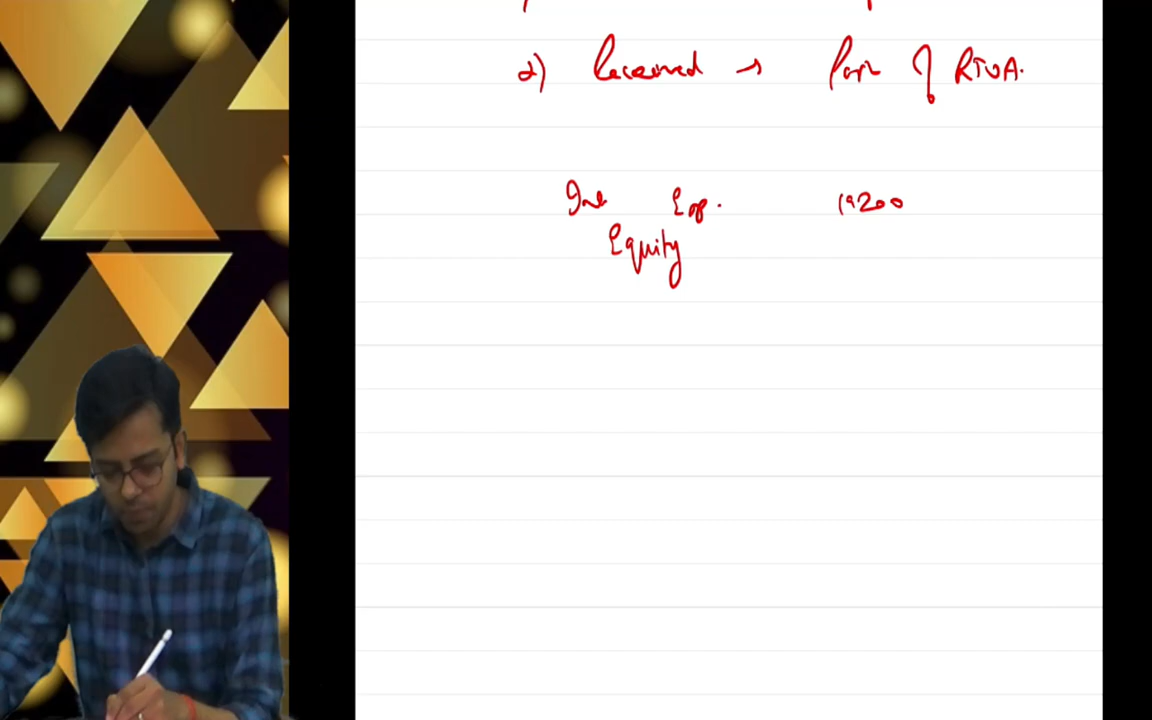 2) Received → Part of RTUA.
Int Exp. 19200
Equity